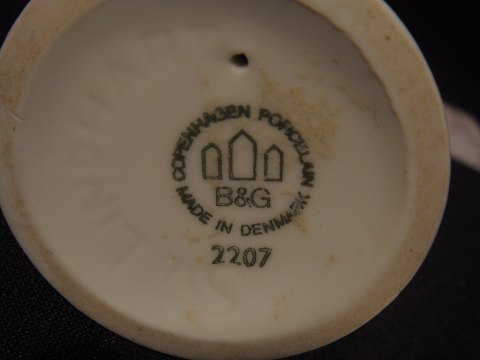 COPENHAGEN PORCELAIN
B&G
MADE IN DENMARK
2207